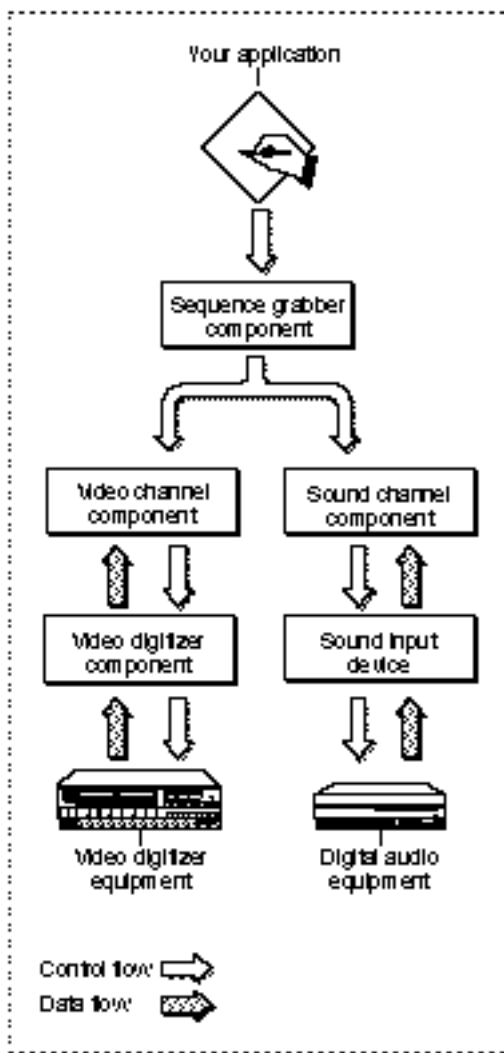 Your application
Sequence grabber
component
Video channel
component
Sound channel
component
Video digitizer
component
Sound input
device
Video digitizer
equipment
Digital audio
equipment
Control flow
Data flow